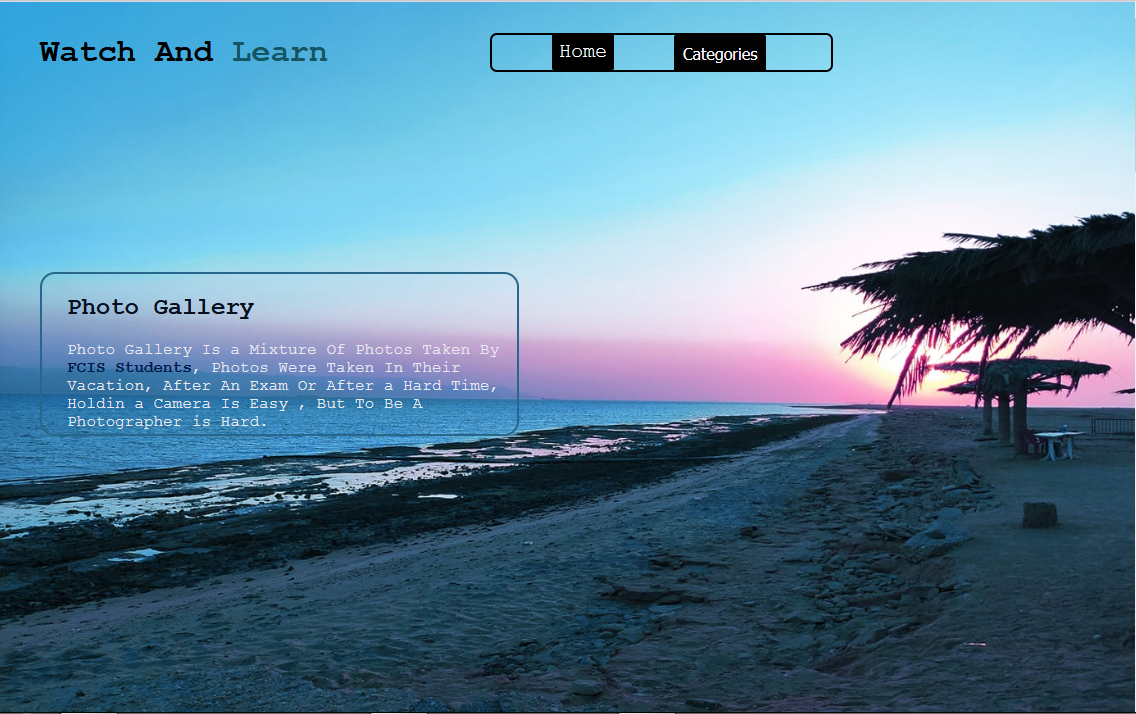 Watch And Learn
Home
Categories
Photo Gallery
Photo Gallery Is a Mixture Of Photos Taken By
FCIS Students, Photos Were Taken In Their
Vacation, After An Exam Or After a Hard Time,
Holdin a Camera Is Easy , But To Be A
Photographer is Hard.